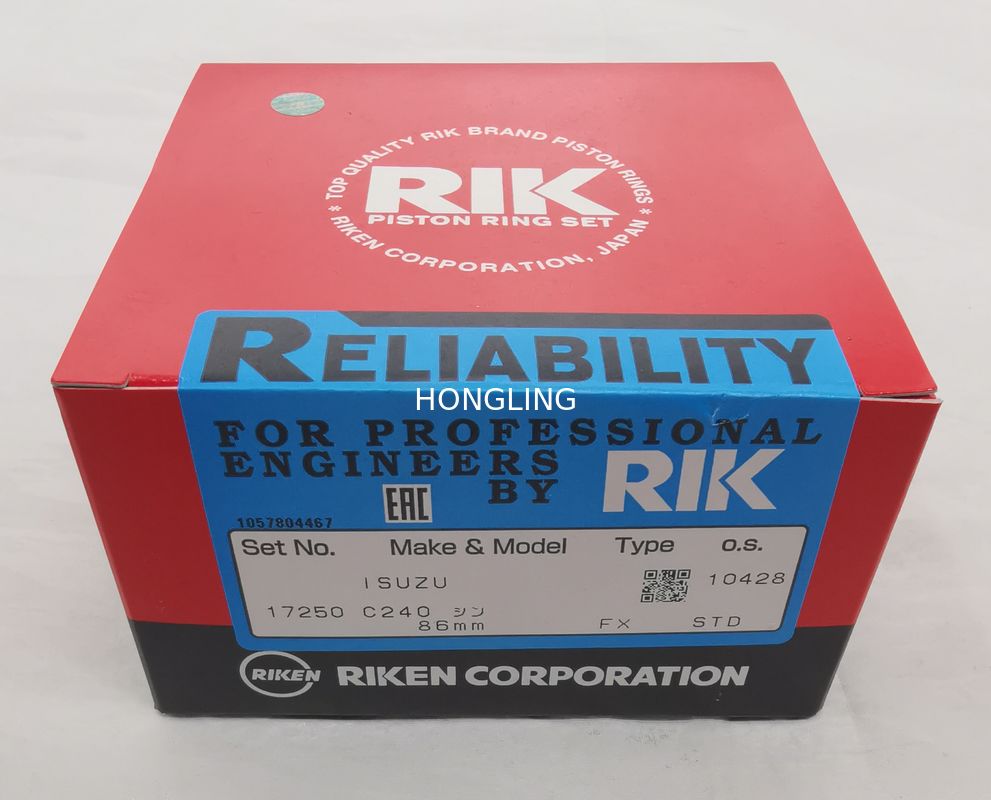 * TOP QUALITY RIK BRAND PISTON RINGS *
RIK
PISTON RING SET
RIKEN CORPORATION, JAPAN
RELIABILITY
HONGLING
FOR PROFESSIONAL
ENGINEERS
BY RIK
EAC
1057804467
Set No. Make & Model Type o.s.
ISUZU 10428
17250 C240 シン FX STD
86mm
RIKEN RIKEN CORPORATION